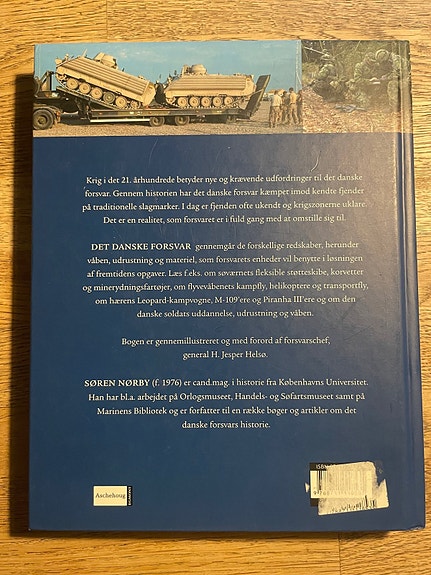 Krig i det 21. århundrede betyder nye og krævende udfordringer til det danske
forsvar. Gennem historien har det danske forsvar kæmpet imod kendte fjender
på traditionelle slagmarker. I dag er fjenden ofte ukendt og krigszonerne uklare.
Det er en realitet, som forsvaret er i fuld gang med at omstille sig til.
DET DANSKE FORSVAR gennemgår de forskellige redskaber, herunder
våben, udrustning og materiel, som forsvarets enheder vil benytte i løsningen
af fremtidens opgaver. Læs f.eks. om søværnets fleksible støtteskibe, korvetter
og minerydningsfartøjer, om flyvevåbenets kampfly, helikoptere og transportfly,
om hærens Leopard-kampvogne, M-109'ere og Piranha III'ere og om den
danske soldats uddannelse, udrustning og våben.
Bogen er gennemillustreret og med forord af forsvarschef,
general H. Jesper Helsø.
SØREN NØRBY (f. 1976) er cand.mag. i historie fra Københavns Universitet.
Han har bl.a. arbejdet på Orlogsmuseet, Handels- og Søfartsmuseet samt på
Marinens Bibliotek og er forfatter til en række bøger og artikler om det
danske forsvars historie.
ISBN
Aschehoug